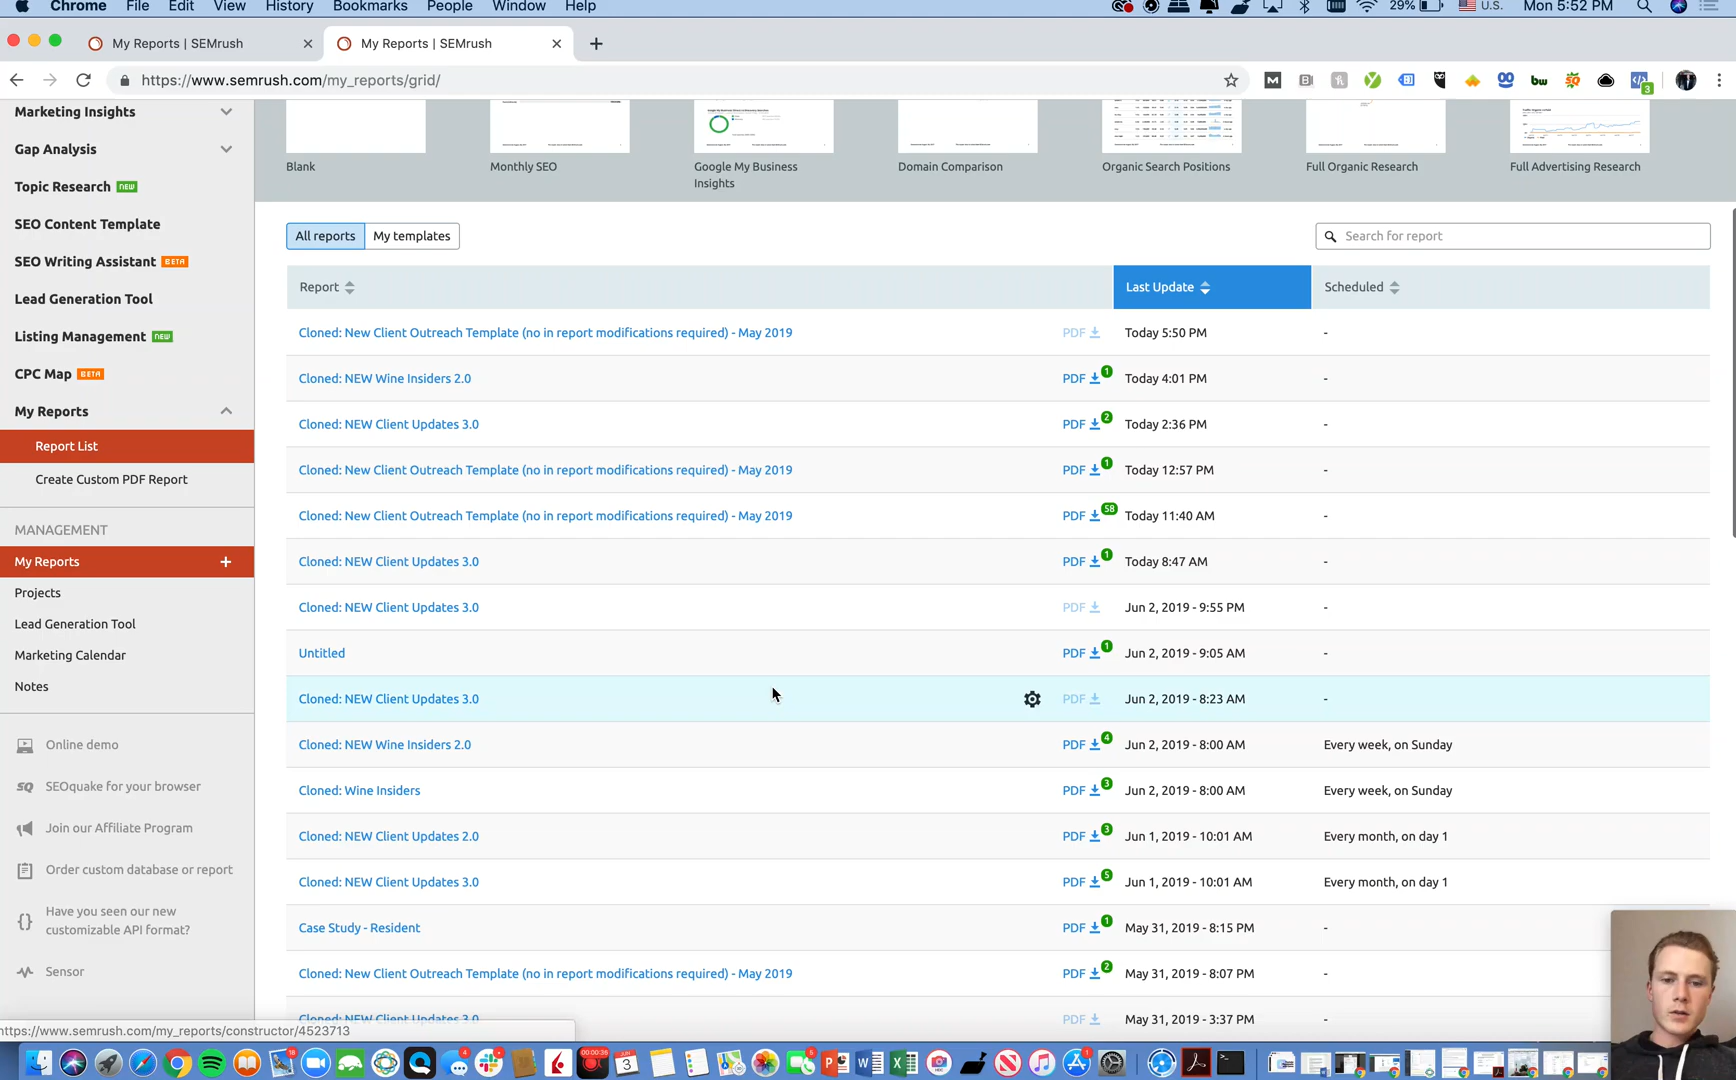 Chrome File Edit View History Bookmarks People Window Help
29% U.S. Mon 5:52 PM
My Reports | SEMrush
My Reports | SEMrush
https://www.semrush.com/my_reports/grid/
Marketing Insights
Gap Analysis
Topic Research NEW
SEO Content Template
SEO Writing Assistant BETA
Lead Generation Tool
Listing Management NEW
CPC Map BETA
My Reports
Report List
Create Custom PDF Report
MANAGEMENT
My Reports +
Projects
Lead Generation Tool
Marketing Calendar
Notes
Online demo
SEOquake for your browser
Join our Affiliate Program
Order custom database or report
Have you seen our new
customizable API format?
Sensor
https://www.semrush.com/my_reports/constructor/4523713
Blank
Monthly SEO
Google My Business
Insights
Domain Comparison
Organic Search Positions
Full Organic Research
Full Advertising Research
All reports My templates
Search for report
Report Last Update Scheduled
Cloned: New Client Outreach Template (no in report modifications required) - May 2019 PDF Today 5:50 PM -
Cloned: NEW Wine Insiders 2.0 PDF 1 Today 4:01 PM -
Cloned: NEW Client Updates 3.0 PDF 2 Today 2:36 PM -
Cloned: New Client Outreach Template (no in report modifications required) - May 2019 PDF 1 Today 12:57 PM -
Cloned: New Client Outreach Template (no in report modifications required) - May 2019 PDF 58 Today 11:40 AM -
Cloned: NEW Client Updates 3.0 PDF 1 Today 8:47 AM -
Cloned: NEW Client Updates 3.0 PDF Jun 2, 2019 - 9:55 PM -
Untitled PDF 1 Jun 2, 2019 - 9:05 AM -
Cloned: NEW Client Updates 3.0 PDF Jun 2, 2019 - 8:23 AM -
Cloned: NEW Wine Insiders 2.0 PDF 4 Jun 2, 2019 - 8:00 AM Every week, on Sunday
Cloned: Wine Insiders PDF 3 Jun 2, 2019 - 8:00 AM Every week, on Sunday
Cloned: NEW Client Updates 2.0 PDF 3 Jun 1, 2019 - 10:01 AM Every month, on day 1
Cloned: NEW Client Updates 3.0 PDF 5 Jun 1, 2019 - 10:01 AM Every month, on day 1
Case Study - Resident PDF 1 May 31, 2019 - 8:15 PM -
Cloned: New Client Outreach Template (no in report modifications required) - May 2019 PDF 2 May 31, 2019 - 8:07 PM -
Cloned: NEW Client Updates 3.0 PDF May 31, 2019 - 3:37 PM -